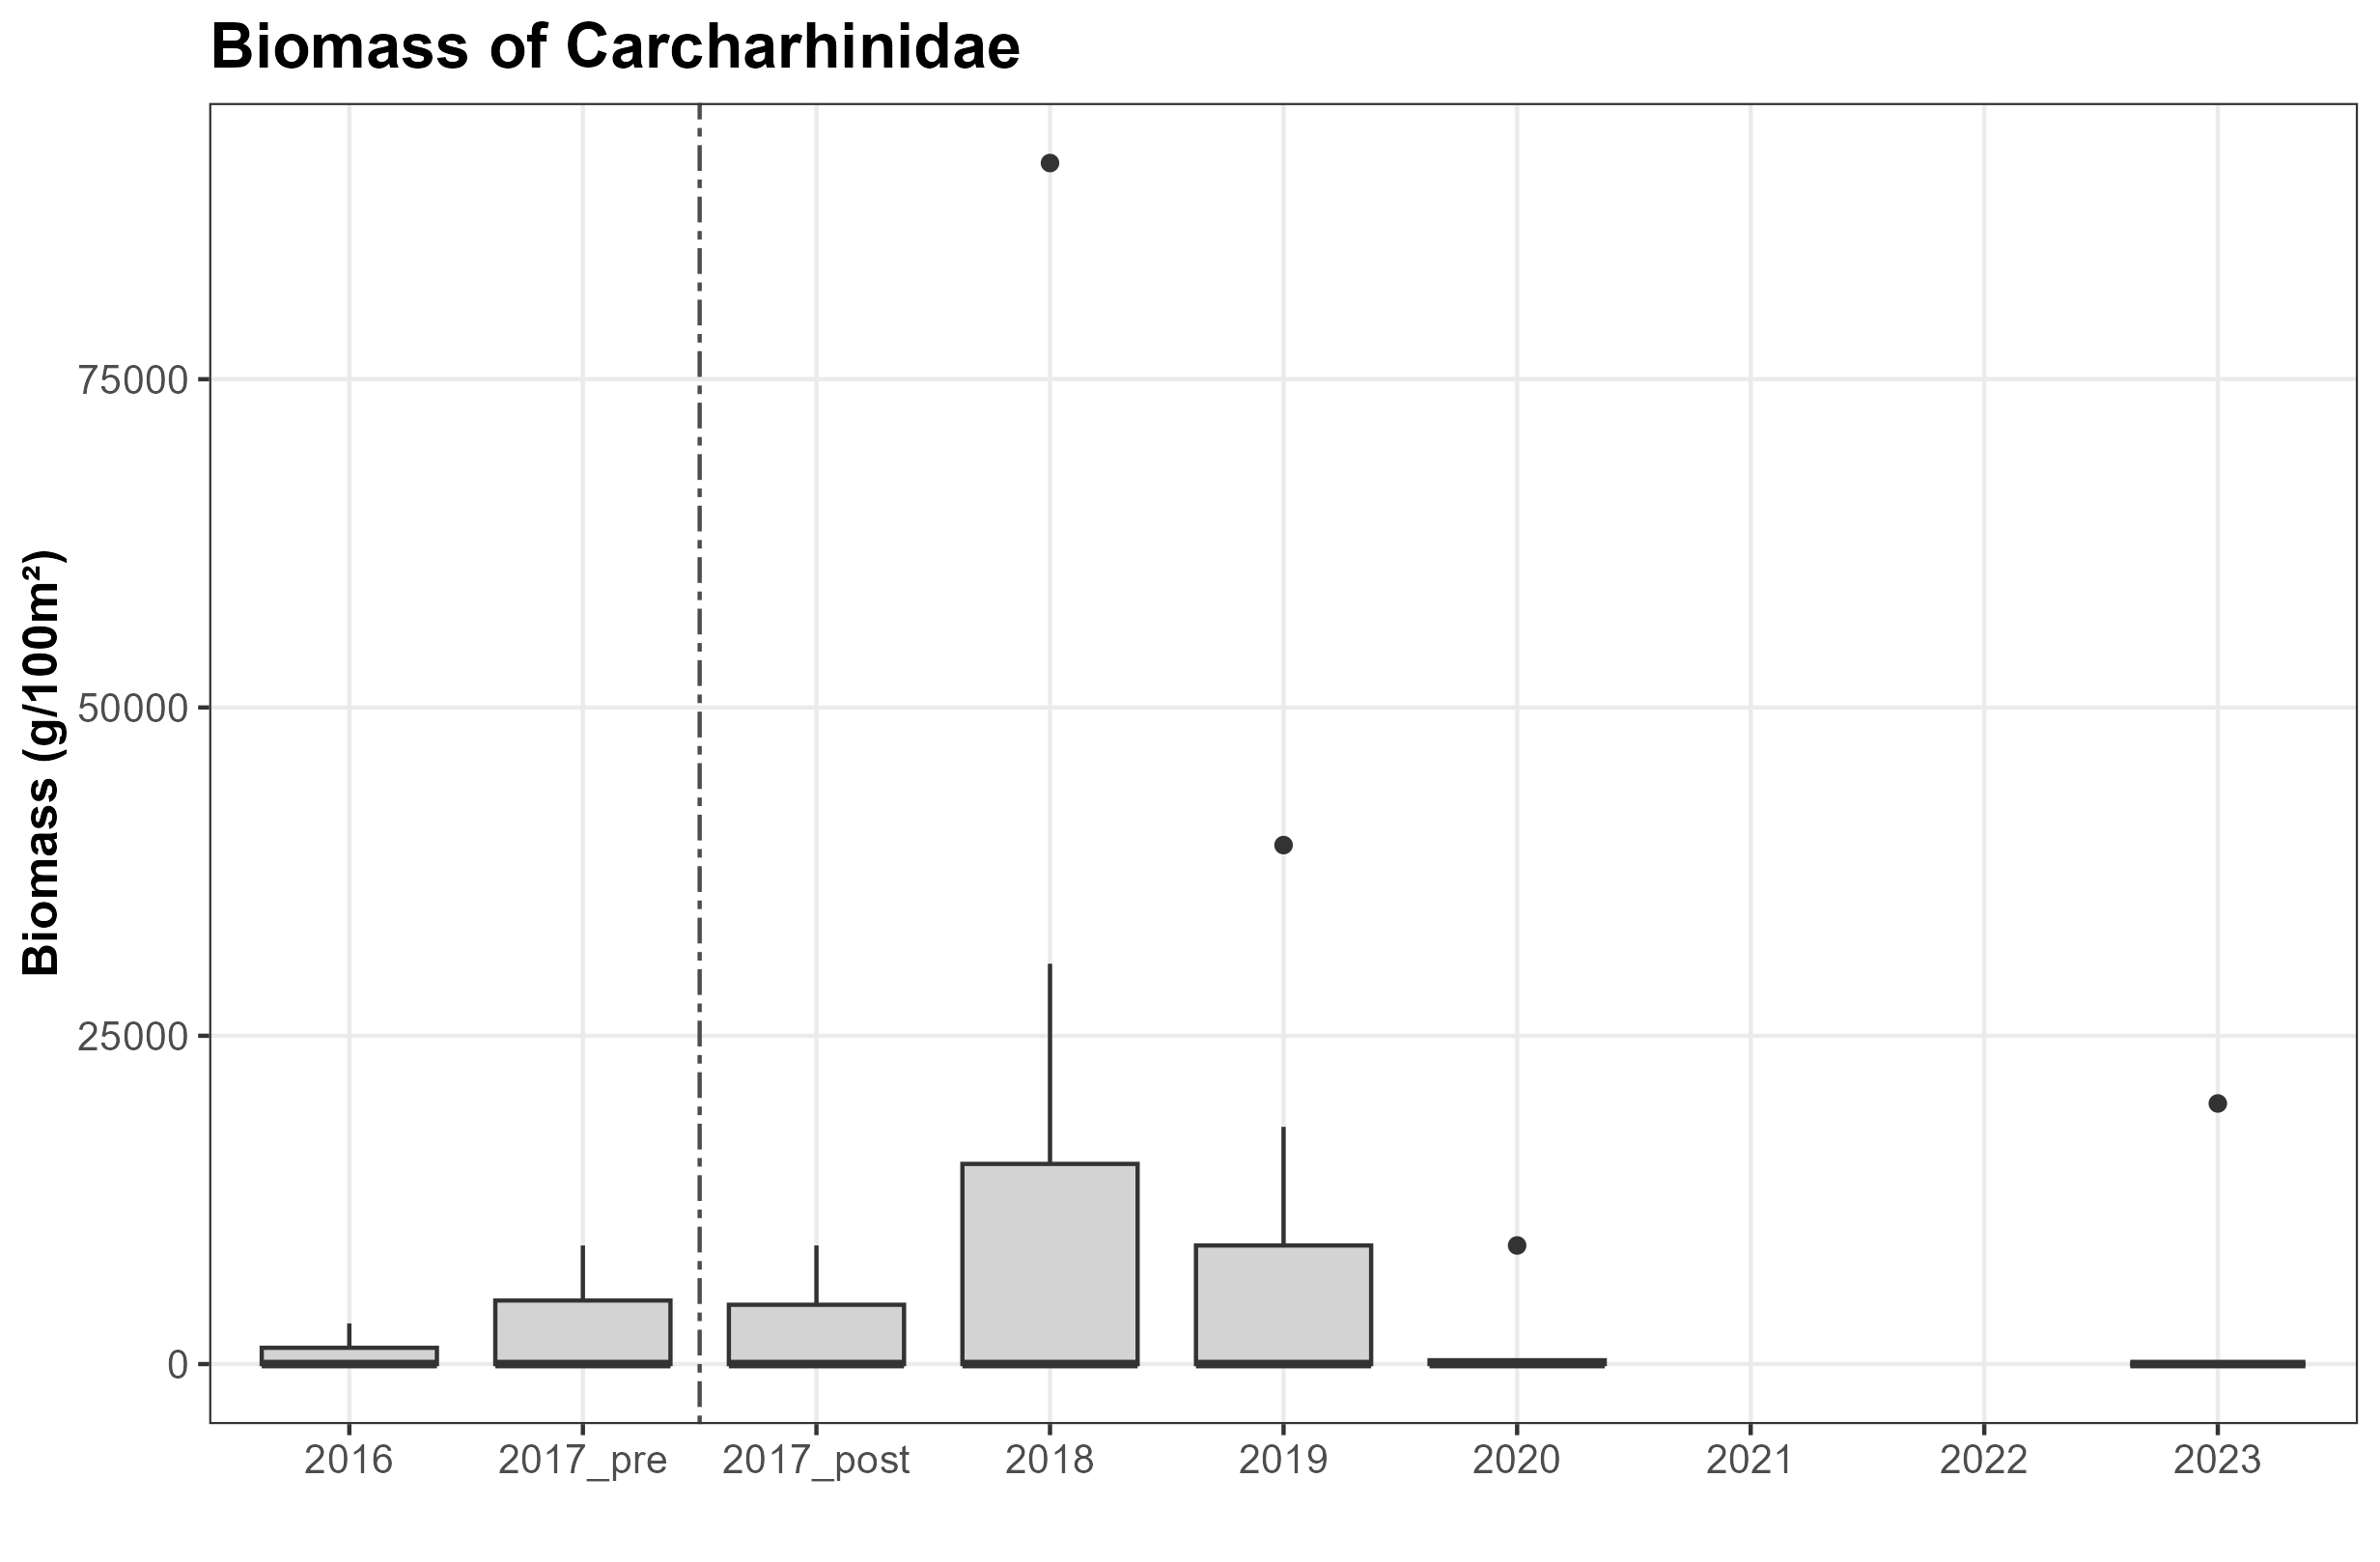 Biomass of Carcharhinidae
Biomass (g/100m²)
75000
50000
25000
0
2016 2017_pre 2017_post 2018 2019 2020 2021 2022 2023